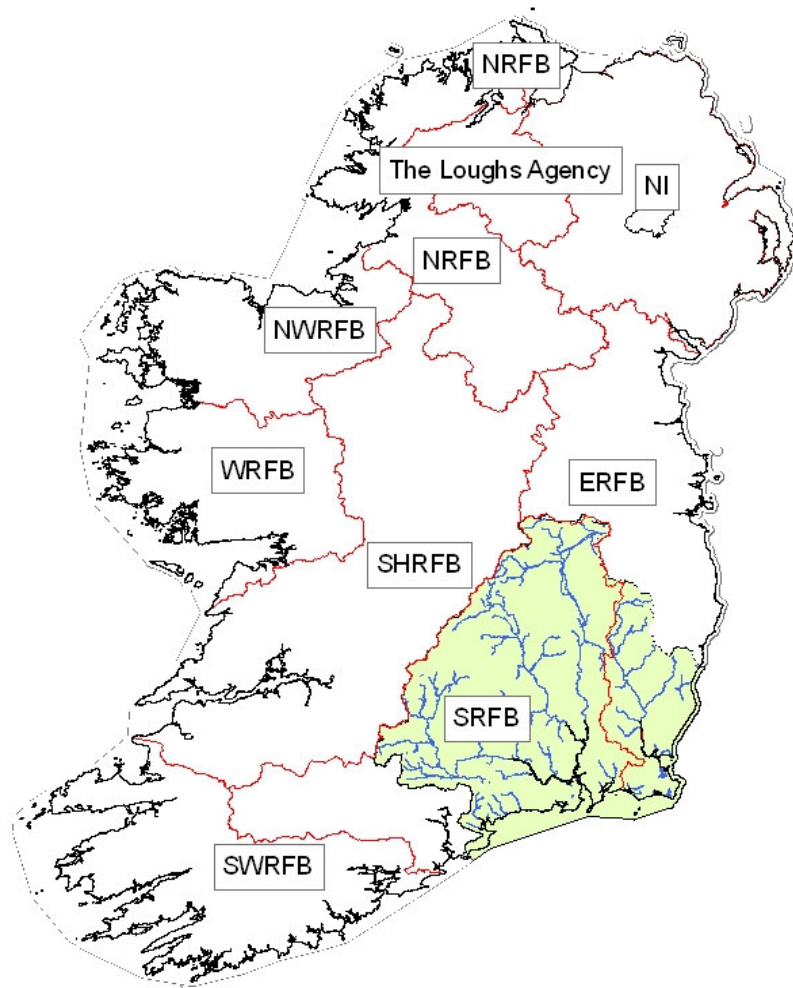 NRFB
The Loughs Agency
NI
NRFB
NWRFB
WRFB
ERFB
SHRFB
SRFB
SWRFB